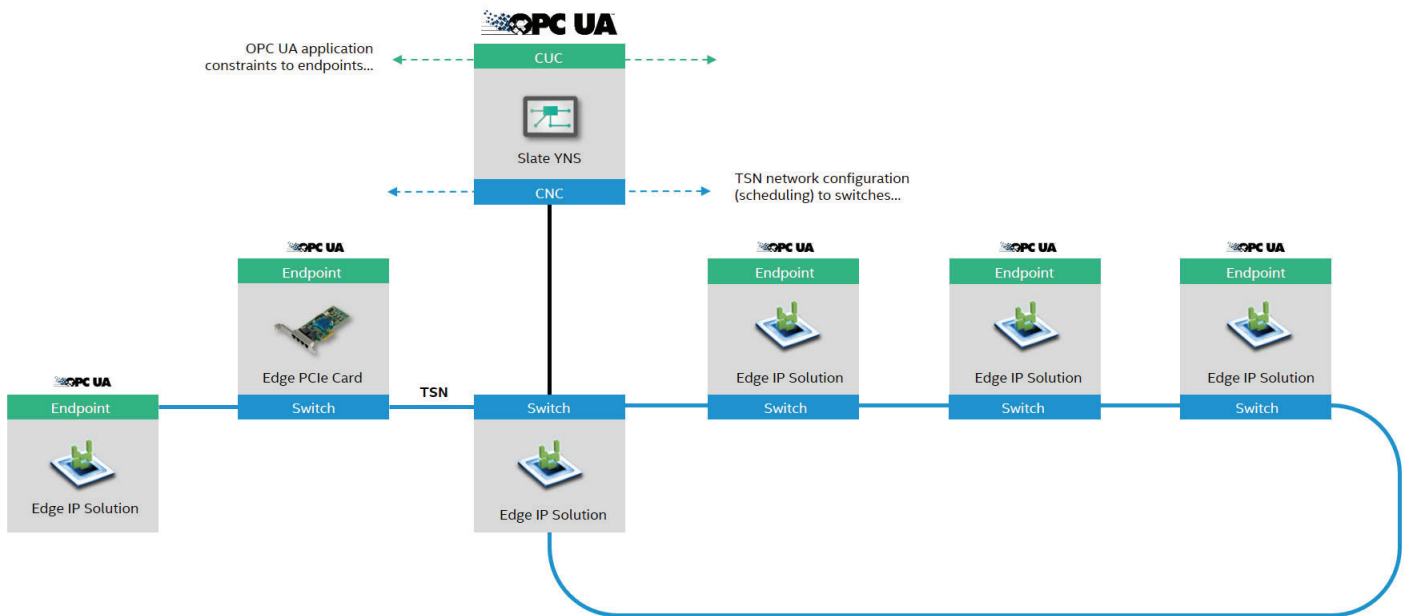 OPC UA
OPC UA application
constraints to endpoints...
CUC
Slate YNS
CNC
TSN network configuration
(scheduling) to switches...
OPC UA
Endpoint
Edge PCIe Card
Switch
OPC UA
Endpoint
Edge IP Solution
Switch
OPC UA
Endpoint
Edge IP Solution
Switch
OPC UA
Endpoint
Edge IP Solution
Switch
OPC UA
Endpoint
Edge IP Solution
TSN
Switch
Edge IP Solution